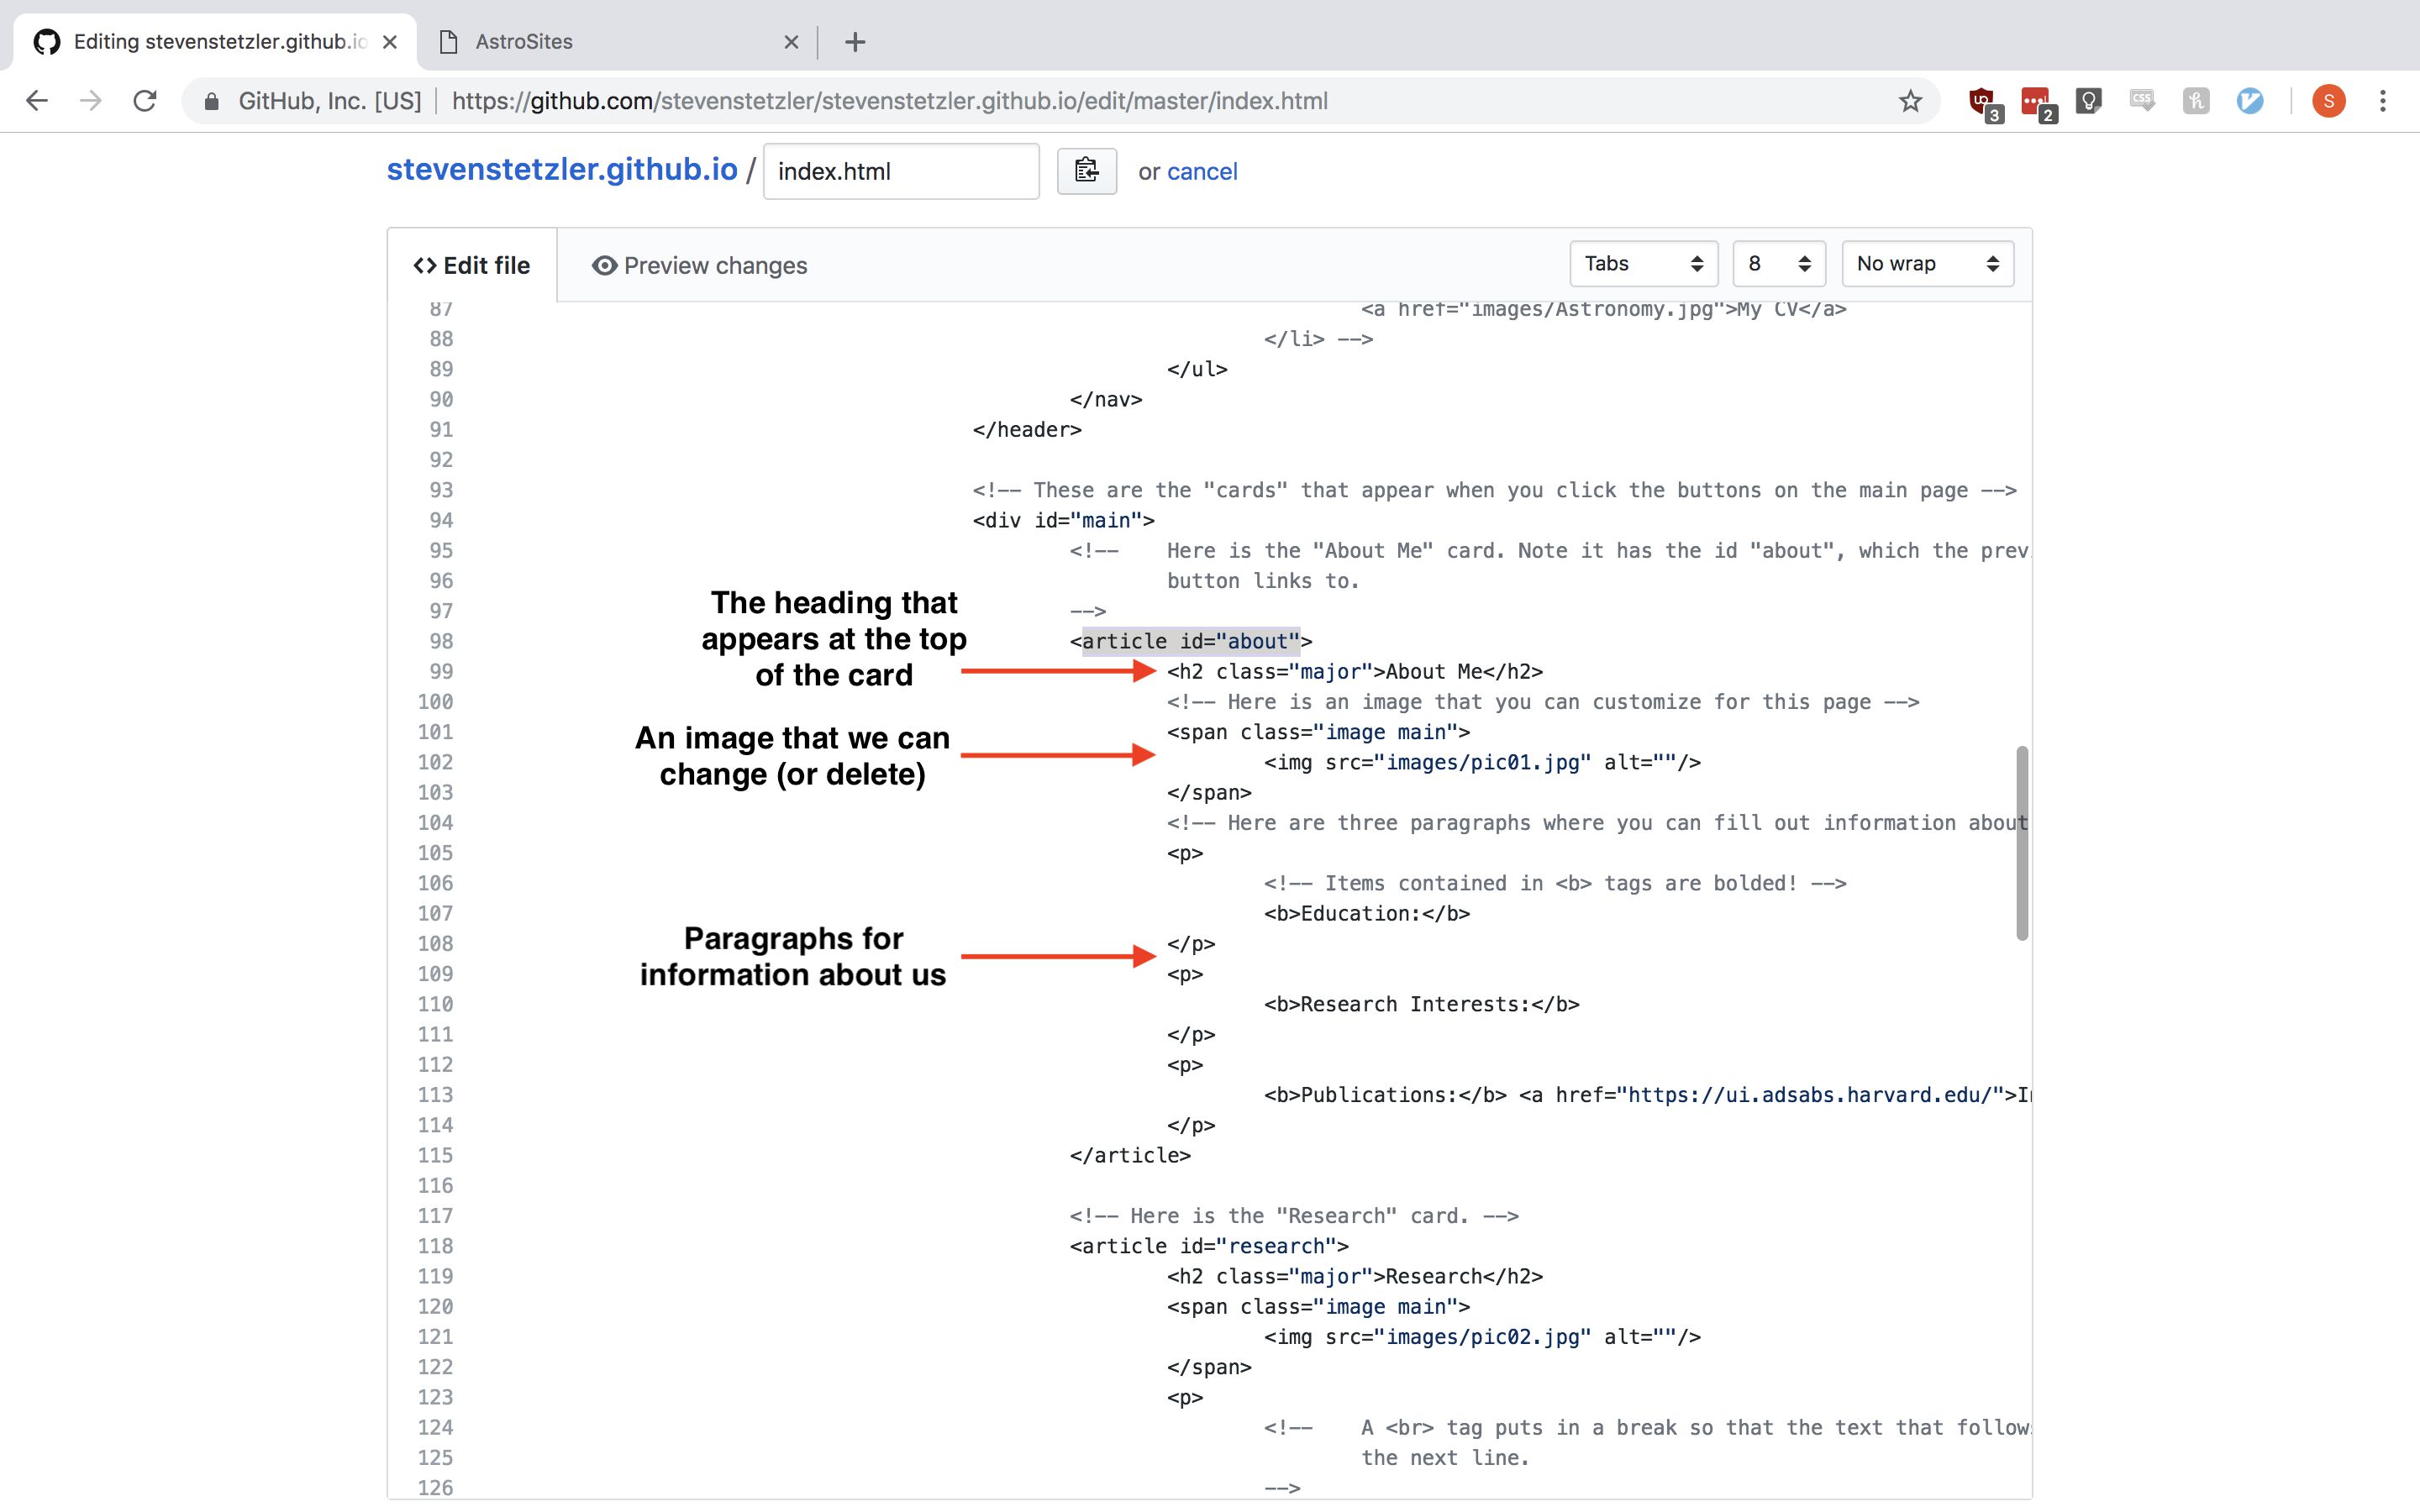 Editing stevenstetzler.github.io
AstroSites
GitHub, Inc. [US]
https://github.com/stevenstetzler/stevenstetzler.github.io/edit/master/index.html
3
2
S
stevenstetzler.github.io / index.html or cancel
<> Edit file
Preview changes
Tabs
8
No wrap
87 <a href="images/Astronomy.jpg">My CV</a>
88 </li> -->
89 </ul>
90 </nav>
91 </header>
92
93 <!-- These are the "cards" that appear when you click the buttons on the main page -->
94 <div id="main">
95 <!-- Here is the "About Me" card. Note it has the id "about", which the prev
96 button links to.
97 -->
98 <article id="about">
99 <h2 class="major">About Me</h2>
100 <!-- Here is an image that you can customize for this page -->
101 <span class="image main">
102 <img src="images/pic01.jpg" alt=""/>
103 </span>
104 <!-- Here are three paragraphs where you can fill out information about
105 <p>
106 <!-- Items contained in <b> tags are bolded! -->
107 <b>Education:</b>
108 </p>
109 <p>
110 <b>Research Interests:</b>
111 </p>
112 <p>
113 <b>Publications:</b> <a href="https://ui.adsabs.harvard.edu/">
114 </p>
115 </article>
116
117 <!-- Here is the "Research" card. -->
118 <article id="research">
119 <h2 class="major">Research</h2>
120 <span class="image main">
121 <img src="images/pic02.jpg" alt=""/>
122 </span>
123 <p>
124 <!-- A <br> tag puts in a break so that the text that follow
125 the next line.
126 -->
The heading that
appears at the top
of the card
An image that we can
change (or delete)
Paragraphs for
information about us